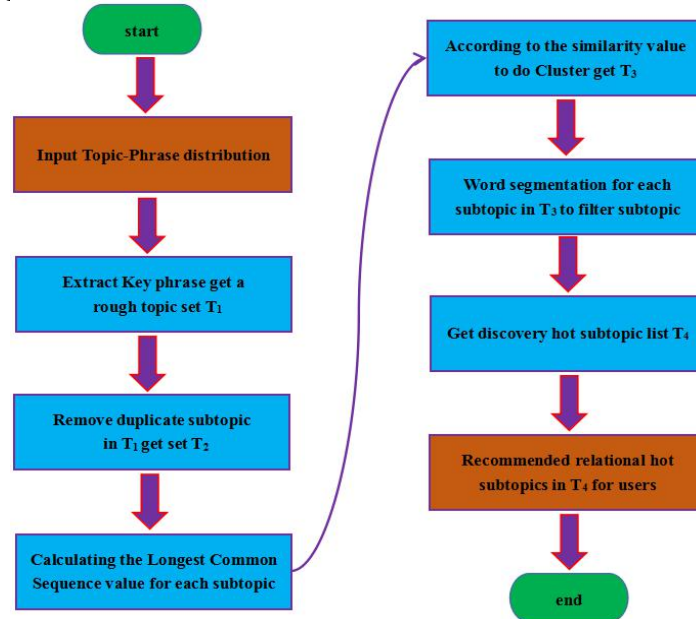 start
Input Topic-Phrase distribution
Extract Key phrase get a
rough topic set T₁
Remove duplicate subtopic
in T₁ get set T₂
Calculating the Longest Common
Sequence value for each subtopic
According to the similarity value
to do Cluster get T₃
Word segmentation for each
subtopic in T₃ to filter subtopic
Get discovery hot subtopic list T₄
Recommended relational hot
subtopics in T₄ for users
end